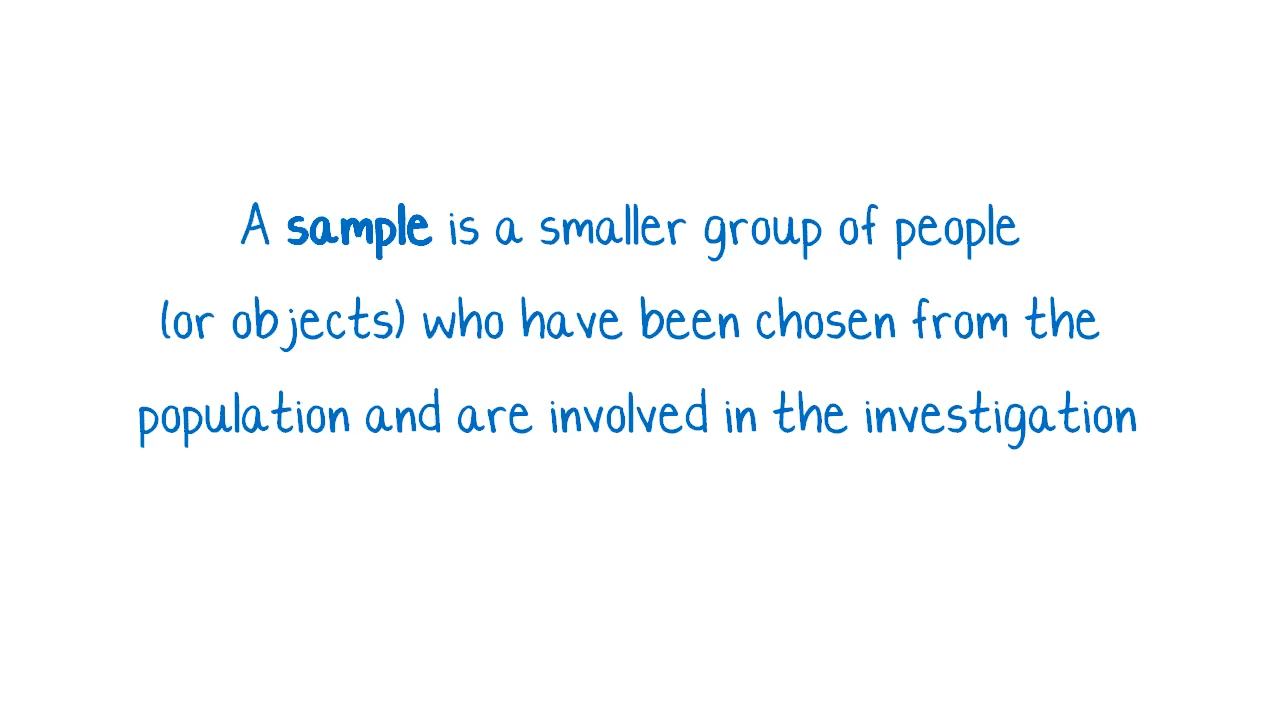 A sample is a smaller group of people
(or objects) who have been chosen from the
population and are involved in the investigation